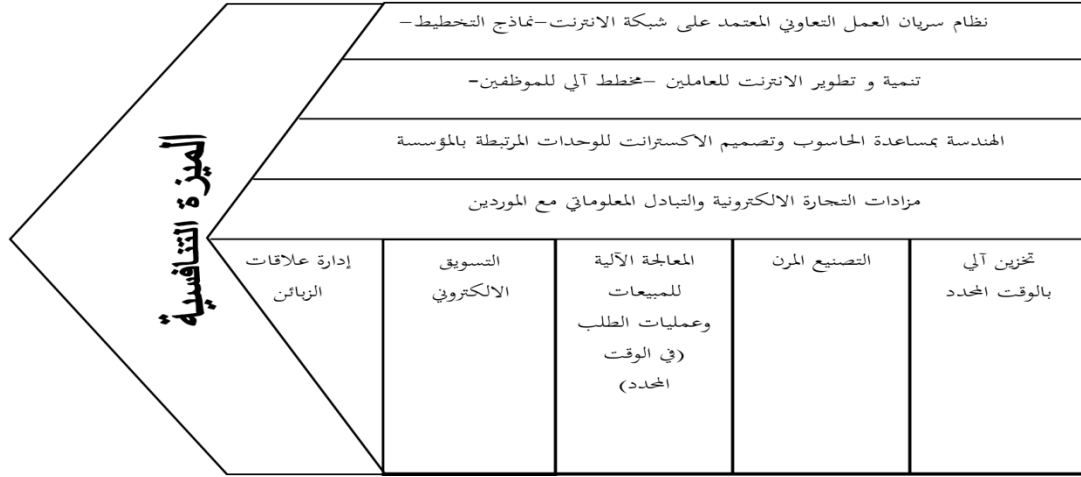 نظام سريان العمل التعاوني المعتمد على شبكة الانترنت-نماذج التخطيط-
تنمية و تطوير الانترنت للعاملين -مخطط آلي للموظفين-
الهندسة بمساعدة الحاسوب وتصميم الاكسترانت للوحدات المرتبطة بالمؤسسة
مزادات التجارة الالكترونية والتبادل المعلوماتي مع الموردين
تخزين آلي
بالوقت المحدد
التصنيع المرن
المعالجة الآلية
للمبيعات
وعمليات الطلب
(في الوقت
المحدد)
التسويق
الالكتروني
إدارة علاقات
الزبائن
الميزة التنافسية